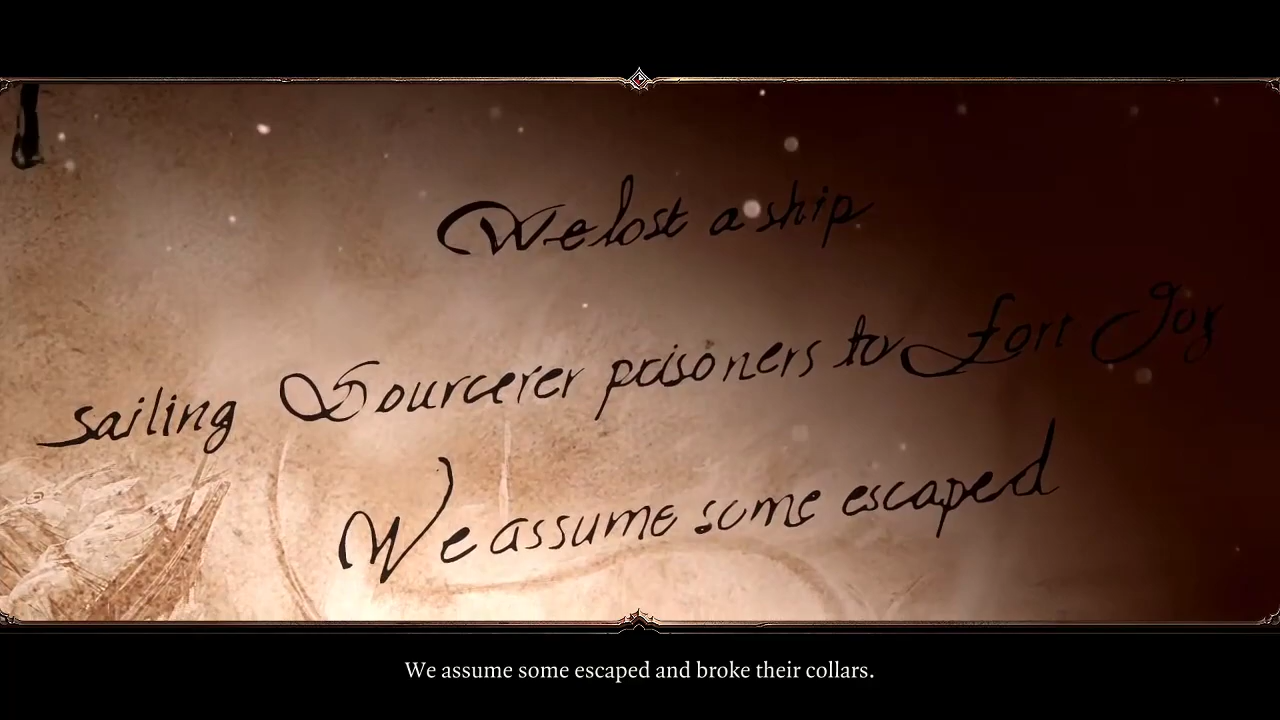 We lost a ship
sailing Sourcerer prisoners to Fort Joy
We assume some escaped
We assume some escaped and broke their collars.